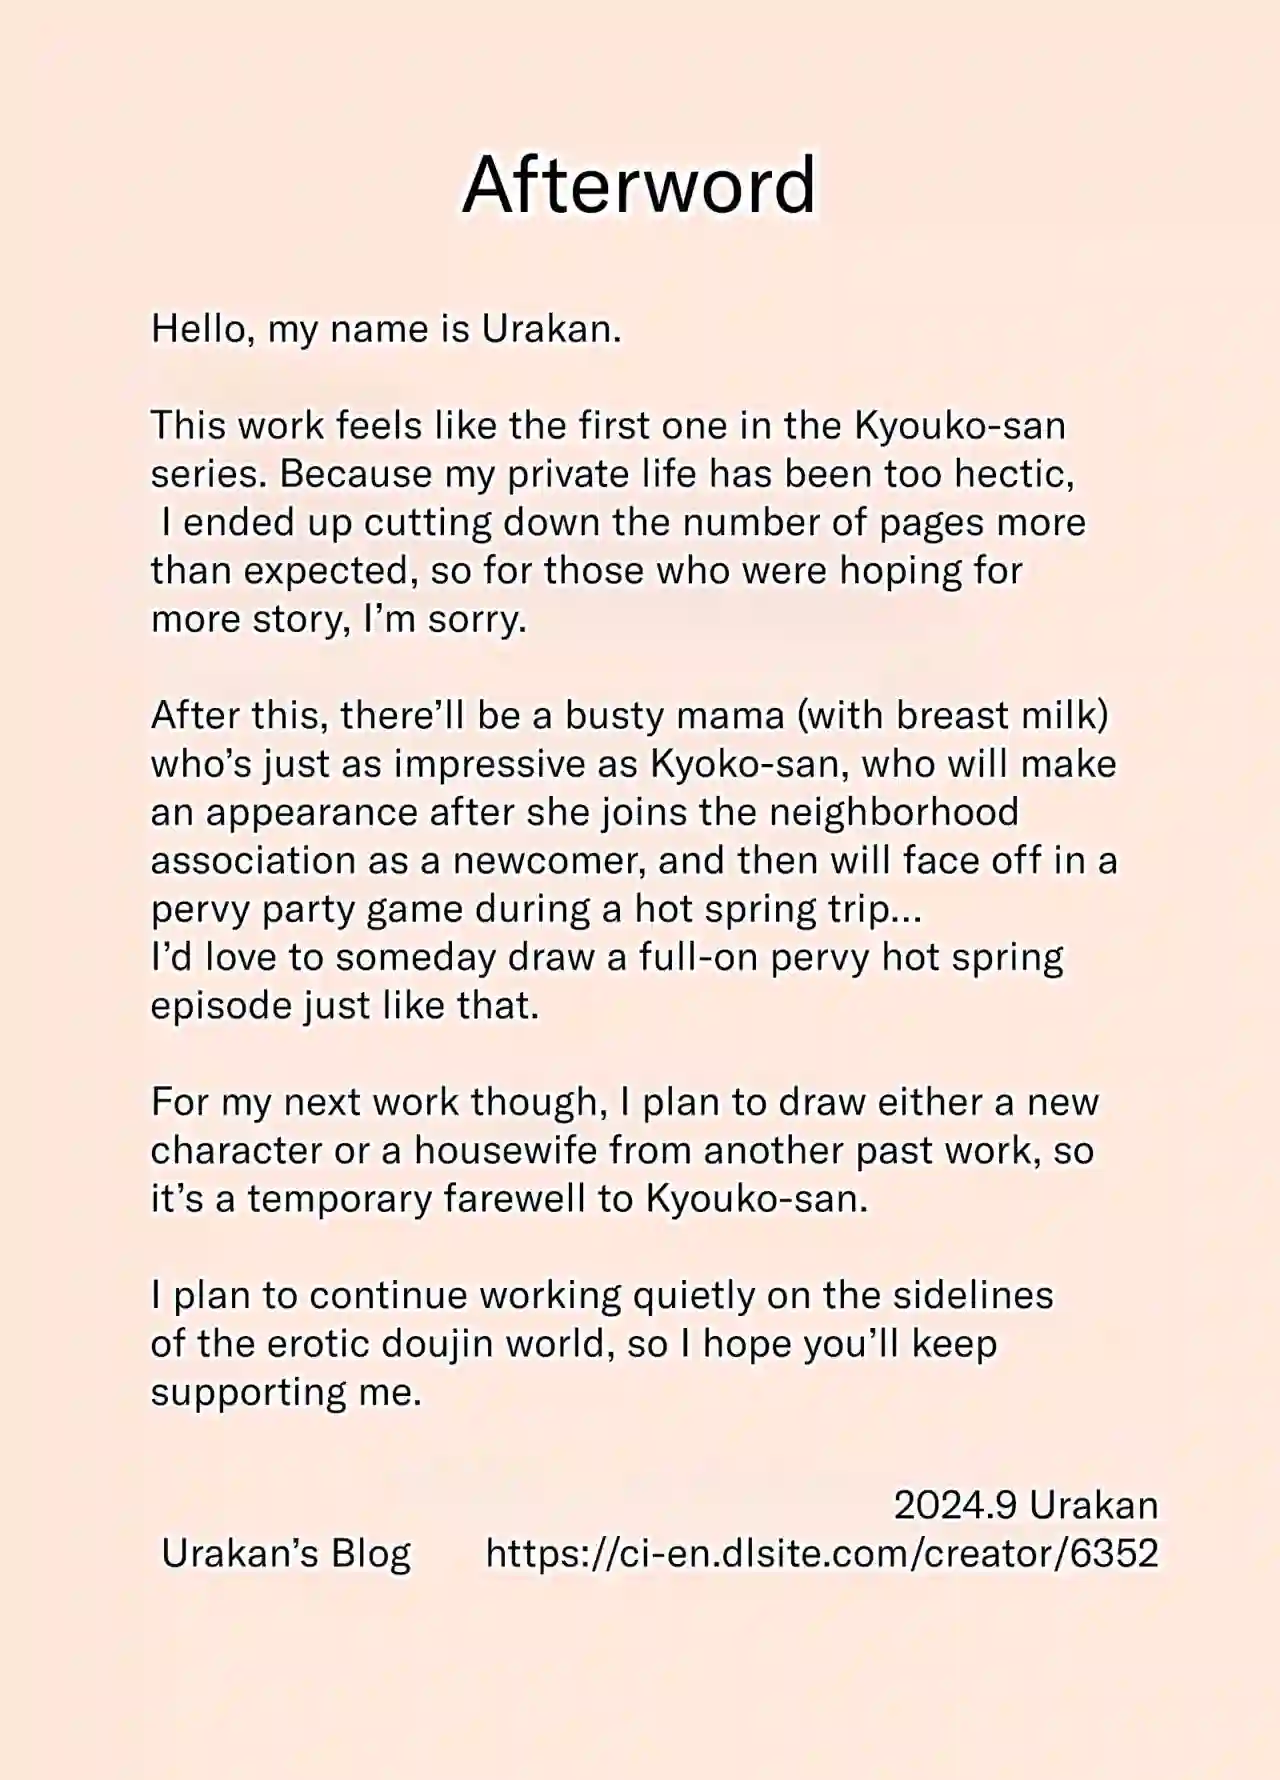 Afterword
Hello, my name is Urakan.
This work feels like the first one in the Kyouko-san
series. Because my private life has been too hectic,
I ended up cutting down the number of pages more
than expected, so for those who were hoping for
more story, I’m sorry.
After this, there’ll be a busty mama (with breast milk)
who’s just as impressive as Kyoko-san, who will make
an appearance after she joins the neighborhood
association as a newcomer, and then will face off in a
pervy party game during a hot spring trip...
I’d love to someday draw a full-on pervy hot spring
episode just like that.
For my next work though, I plan to draw either a new
character or a housewife from another past work, so
it’s a temporary farewell to Kyouko-san.
I plan to continue working quietly on the sidelines
of the erotic doujin world, so I hope you’ll keep
supporting me.
2024.9 Urakan
Urakan’s Blog https://ci-en.dlsite.com/creator/6352